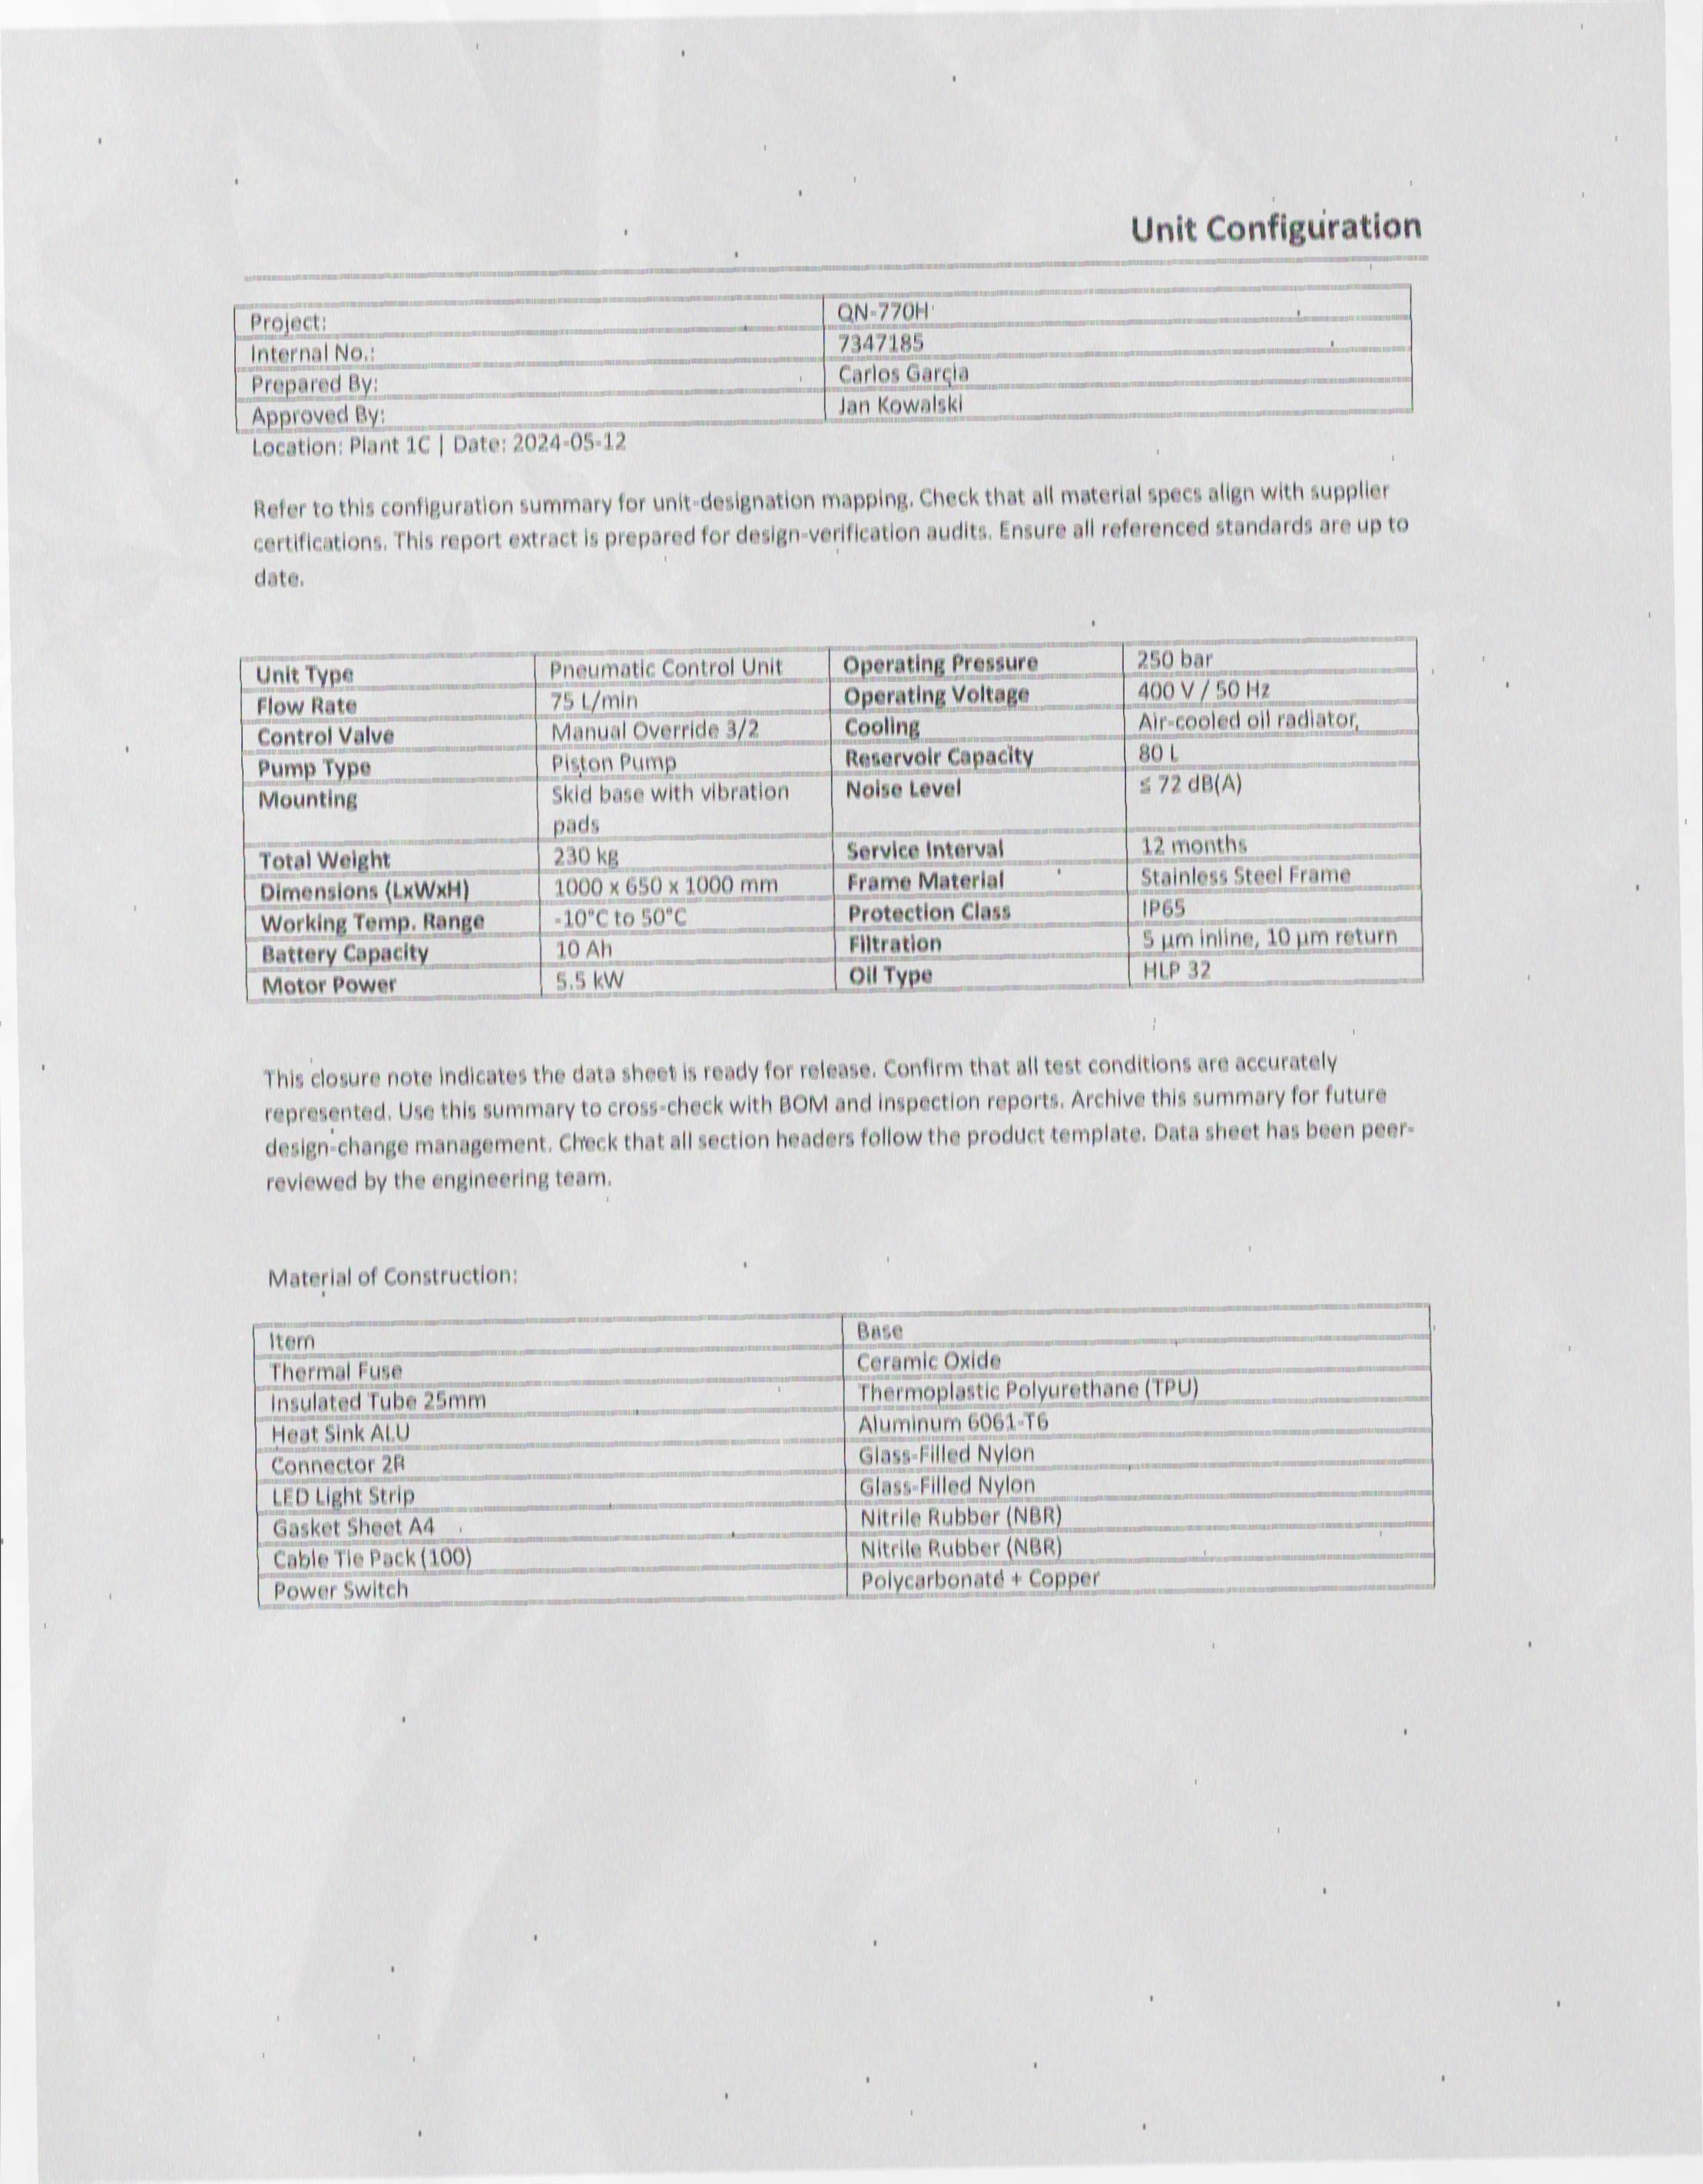 Unit Configuration
Project: QN-770H
Internal No.: 7347185
Prepared By: Carlos Garcia
Approved By: Jan Kowalski
Location: Plant 1C | Date: 2024-05-12
Refer to this configuration summary for unit-designation mapping. Check that all material specs align with supplier
certifications. This report extract is prepared for design-verification audits. Ensure all referenced standards are up to
date.
Unit Type Pneumatic Control Unit Operating Pressure 250 bar
Flow Rate 75 L/min Operating Voltage 400 V / 50 Hz
Control Valve Manual Override 3/2 Cooling Air-cooled oil radiator,
Pump Type Piston Pump Reservoir Capacity 80 L
Mounting Skid base with vibration Noise Level ≤ 72 dB(A)
pads
Total Weight 230 kg Service Interval 12 months
Dimensions (LxWxH) 1000 x 650 x 1000 mm Frame Material Stainless Steel Frame
Working Temp. Range -10°C to 50°C Protection Class IP65
Battery Capacity 10 Ah Filtration 5 µm inline, 10 µm return
Motor Power 5.5 kW Oil Type HLP 32
This closure note indicates the data sheet is ready for release. Confirm that all test conditions are accurately
represented. Use this summary to cross-check with BOM and inspection reports. Archive this summary for future
design-change management. Check that all section headers follow the product template. Data sheet has been peer-
reviewed by the engineering team.
Material of Construction:
Item Base
Thermal Fuse Ceramic Oxide
Insulated Tube 25mm Thermoplastic Polyurethane (TPU)
Heat Sink ALU Aluminum 6061-T6
Connector 2R Glass-Filled Nylon
LED Light Strip Glass-Filled Nylon
Gasket Sheet A4 Nitrile Rubber (NBR)
Cable Tie Pack (100) Nitrile Rubber (NBR)
Power Switch Polycarbonate + Copper